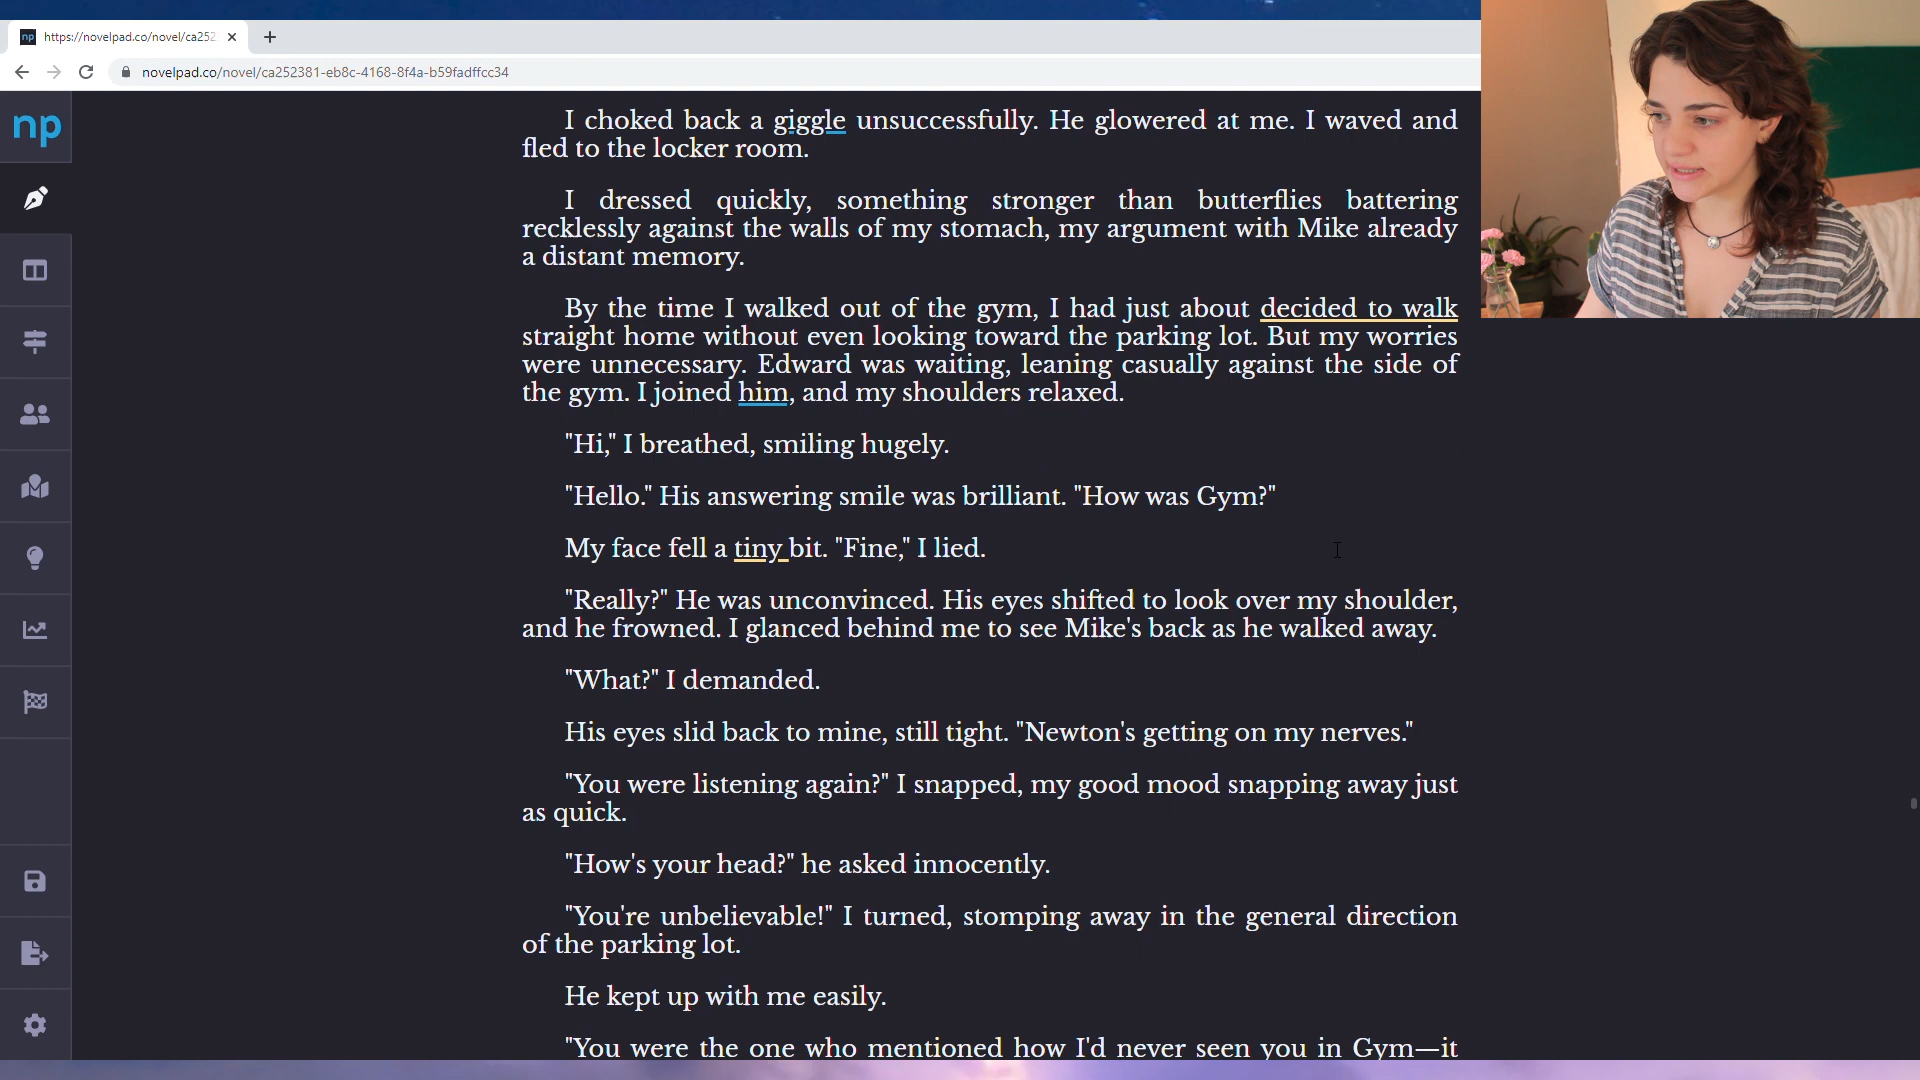 np https://novelpad.co/novel/ca252
novelpad.co/novel/ca252381-eb8c-4168-8f4a-b59fadffcc34
np
I choked back a giggle unsuccessfully. He glowered at me. I waved and
fled to the locker room.
I dressed quickly, something stronger than butterflies battering
recklessly against the walls of my stomach, my argument with Mike already
a distant memory.
By the time I walked out of the gym, I had just about decided to walk
straight home without even looking toward the parking lot. But my worries
were unnecessary. Edward was waiting, leaning casually against the side of
the gym. I joined him, and my shoulders relaxed.
"Hi," I breathed, smiling hugely.
"Hello." His answering smile was brilliant. "How was Gym?"
My face fell a tiny bit. "Fine," I lied.
"Really?" He was unconvinced. His eyes shifted to look over my shoulder,
and he frowned. I glanced behind me to see Mike's back as he walked away.
"What?" I demanded.
His eyes slid back to mine, still tight. "Newton's getting on my nerves."
"You were listening again?" I snapped, my good mood snapping away just
as quick.
"How's your head?" he asked innocently.
"You're unbelievable!" I turned, stomping away in the general direction
of the parking lot.
He kept up with me easily.
"You were the one who mentioned how I'd never seen you in Gym—it